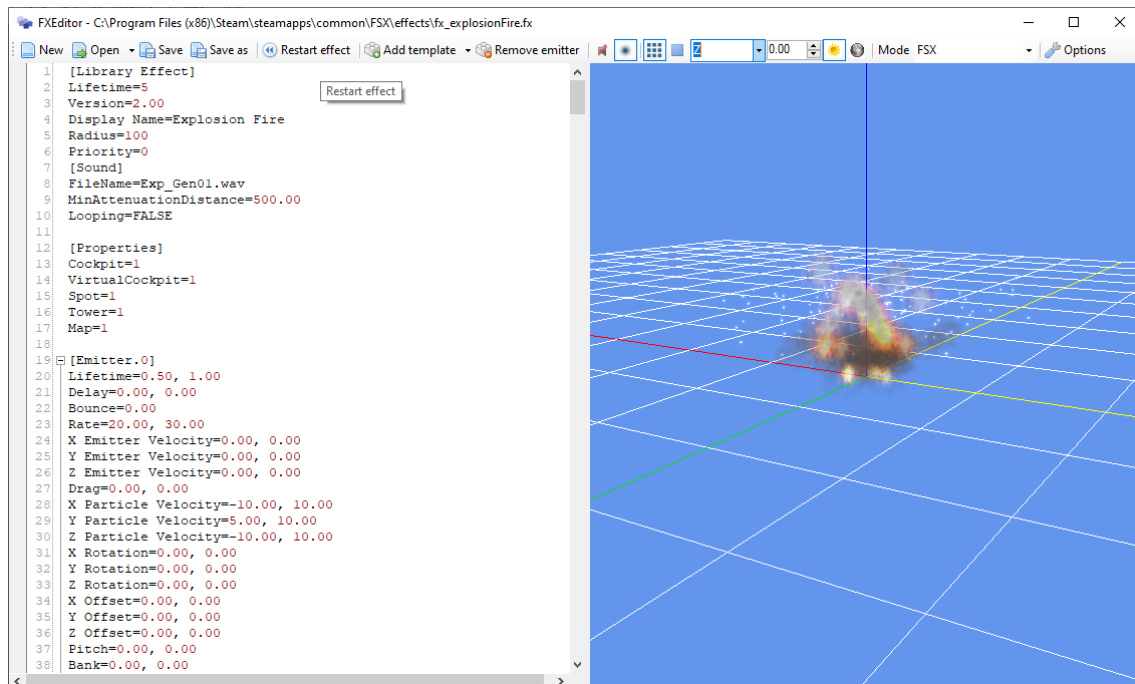 FXEditor - C:\Program Files (x86)\Steam\steamapps\common\FSX\effects\fx_explosionFire.fx
New Open Save Save as Restart effect Add template Remove emitter Z 0.00 Mode FSX Options
Restart effect
1 [Library Effect]
2 Lifetime=5
3 Version=2.00
4 Display Name=Explosion Fire
5 Radius=100
6 Priority=0
7 [Sound]
8 FileName=Exp_Gen01.wav
9 MinAttenuationDistance=500.00
10 Looping=FALSE
11
12 [Properties]
13 Cockpit=1
14 VirtualCockpit=1
15 Spot=1
16 Tower=1
17 Map=1
18
19 [Emitter.0]
20 Lifetime=0.50, 1.00
21 Delay=0.00, 0.00
22 Bounce=0.00
23 Rate=20.00, 30.00
24 X Emitter Velocity=0.00, 0.00
25 Y Emitter Velocity=0.00, 0.00
26 Z Emitter Velocity=0.00, 0.00
27 Drag=0.00, 0.00
28 X Particle Velocity=-10.00, 10.00
29 Y Particle Velocity=5.00, 10.00
30 Z Particle Velocity=-10.00, 10.00
31 X Rotation=0.00, 0.00
32 Y Rotation=0.00, 0.00
33 Z Rotation=0.00, 0.00
34 X Offset=0.00, 0.00
35 Y Offset=0.00, 0.00
36 Z Offset=0.00, 0.00
37 Pitch=0.00, 0.00
38 Bank=0.00, 0.00